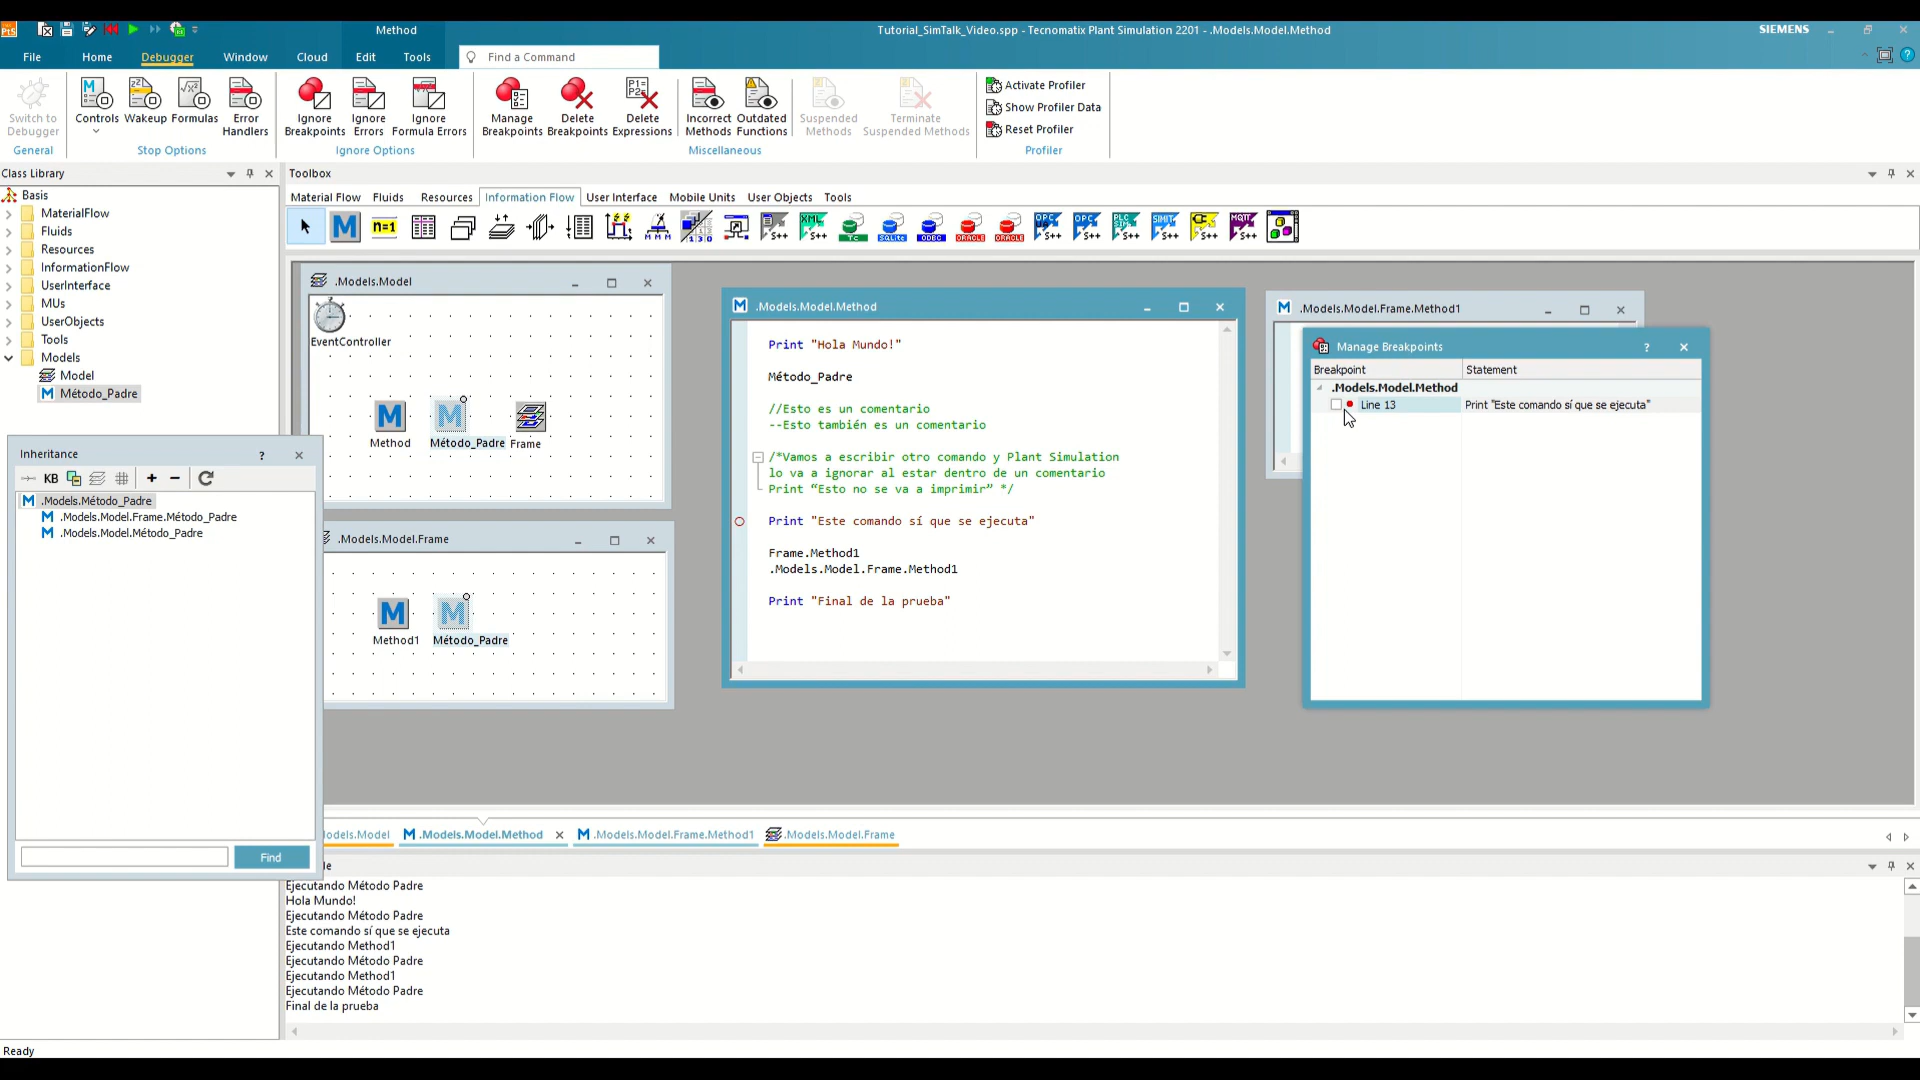 Method
Tutorial_SimTalk_Video.spp - Tecnomatix Plant Simulation 2201 - .Models.Model.Method
SIEMENS
File
Home
Debugger
Window
Cloud
Edit
Tools
Find a Command
Switch to Debugger
Controls
Wakeup
Formulas
Error Handlers
Ignore Breakpoints
Ignore Errors
Ignore Formula Errors
Manage Breakpoints
Delete Breakpoints
Delete Expressions
Incorrect Methods
Outdated Functions
Suspended Methods
Terminate Suspended Methods
Activate Profiler
Show Profiler Data
Reset Profiler
General
Stop Options
Ignore Options
Miscellaneous
Profiler
Class Library
Basis
MaterialFlow
Fluids
Resources
InformationFlow
UserInterface
MUs
UserObjects
Tools
Models
Model
Método_Padre
Toolbox
Material Flow
Fluids
Resources
Information Flow
User Interface
Mobile Units
User Objects
Tools
.Models.Model
EventController
Method
Método_Padre
Frame
.Models.Model.Frame
Method1
Método_Padre
.Models.Model.Method
Print "Hola Mundo!"
Método_Padre
//Esto es un comentario
--Esto también es un comentario
/*Vamos a escribir otro comando y Plant Simulation
lo va a ignorar al estar dentro de un comentario
Print “Esto no se va a imprimir” */
Print "Este comando sí que se ejecuta"
Frame.Method1
.Models.Model.Frame.Method1
Print "Final de la prueba"
.Models.Model.Frame.Method1
Manage Breakpoints
Breakpoint
Statement
.Models.Model.Method
Line 13
Print "Este comando sí que se ejecuta"
Inheritance
KB
.Models.Método_Padre
.Models.Model.Frame.Método_Padre
.Models.Model.Método_Padre
Find
odels.Model
.Models.Model.Method
.Models.Model.Frame.Method1
.Models.Model.Frame
le
Ejecutando Método Padre
Hola Mundo!
Ejecutando Método Padre
Este comando sí que se ejecuta
Ejecutando Method1
Ejecutando Método Padre
Ejecutando Method1
Ejecutando Método Padre
Final de la prueba
Ready